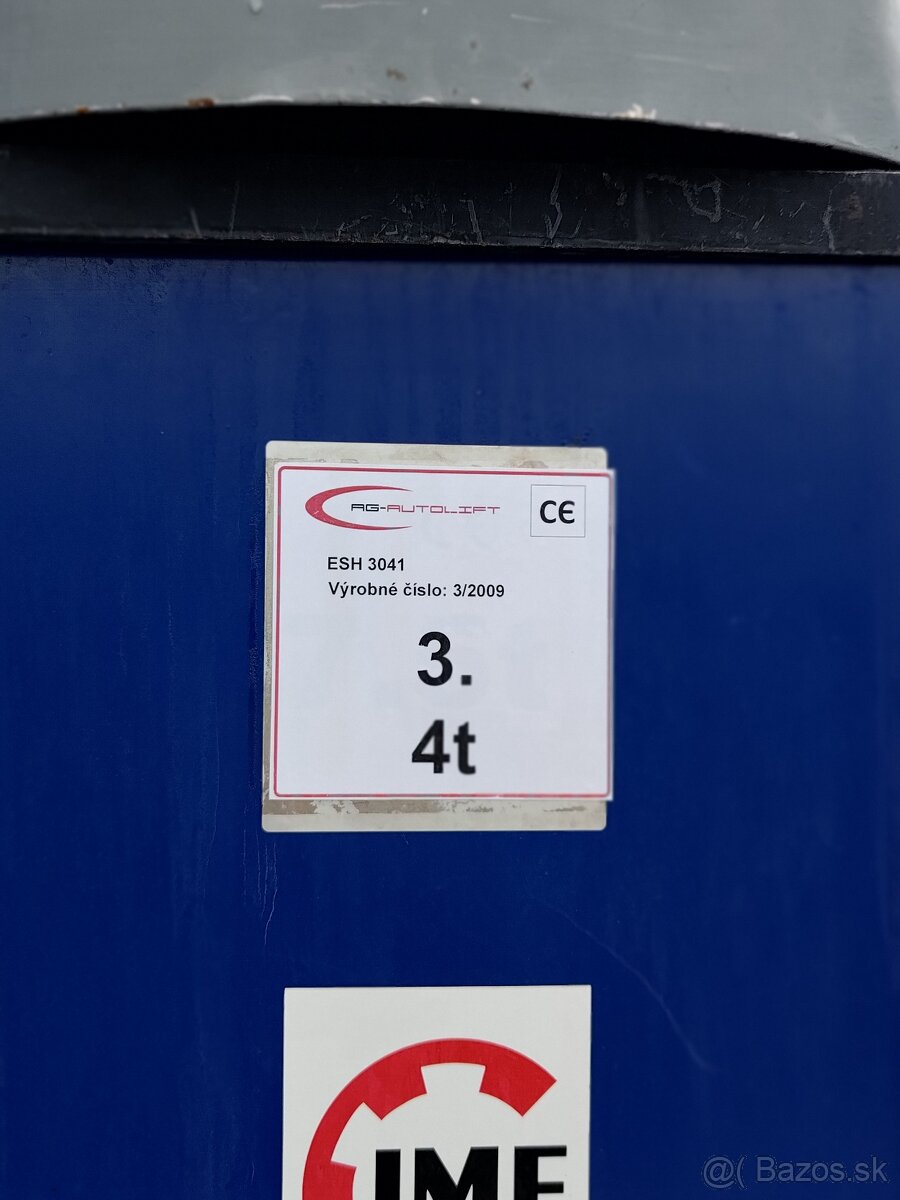 AG-AUTOLIFT
CE
ESH 3041
Výrobné číslo: 3/2009
3.
4t
IME
@( Bazos.sk